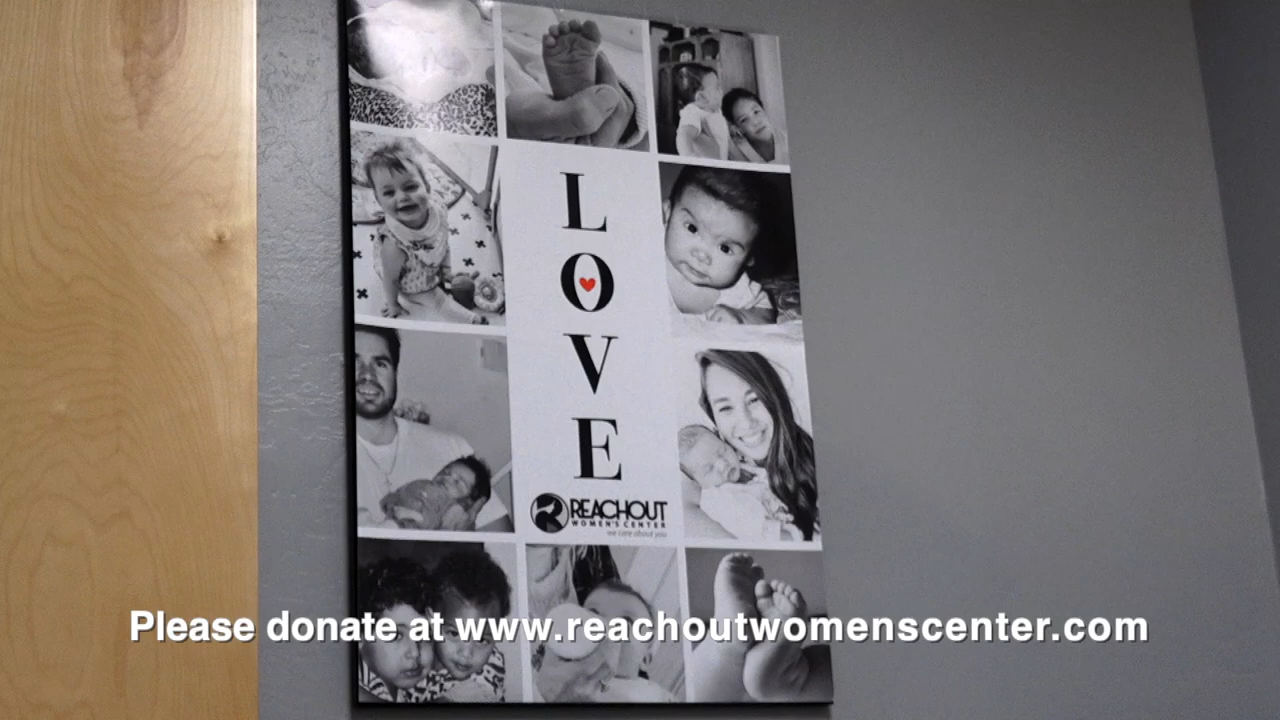 L
O
V
E
REACHOUT
WOMEN'S CENTER
we care about you
Please donate at www.reachoutwomenscenter.com